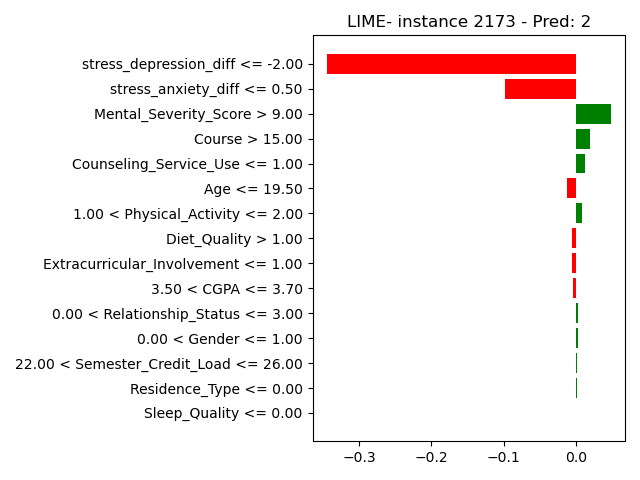 LIME- instance 2173 - Pred: 2
stress_depression_diff <= -2.00
stress_anxiety_diff <= 0.50
Mental_Severity_Score > 9.00
Course > 15.00
Counseling_Service_Use <= 1.00
Age <= 19.50
1.00 < Physical_Activity <= 2.00
Diet_Quality > 1.00
Extracurricular_Involvement <= 1.00
3.50 < CGPA <= 3.70
0.00 < Relationship_Status <= 3.00
0.00 < Gender <= 1.00
22.00 < Semester_Credit_Load <= 26.00
Residence_Type <= 0.00
Sleep_Quality <= 0.00
−0.3 −0.2 −0.1 0.0